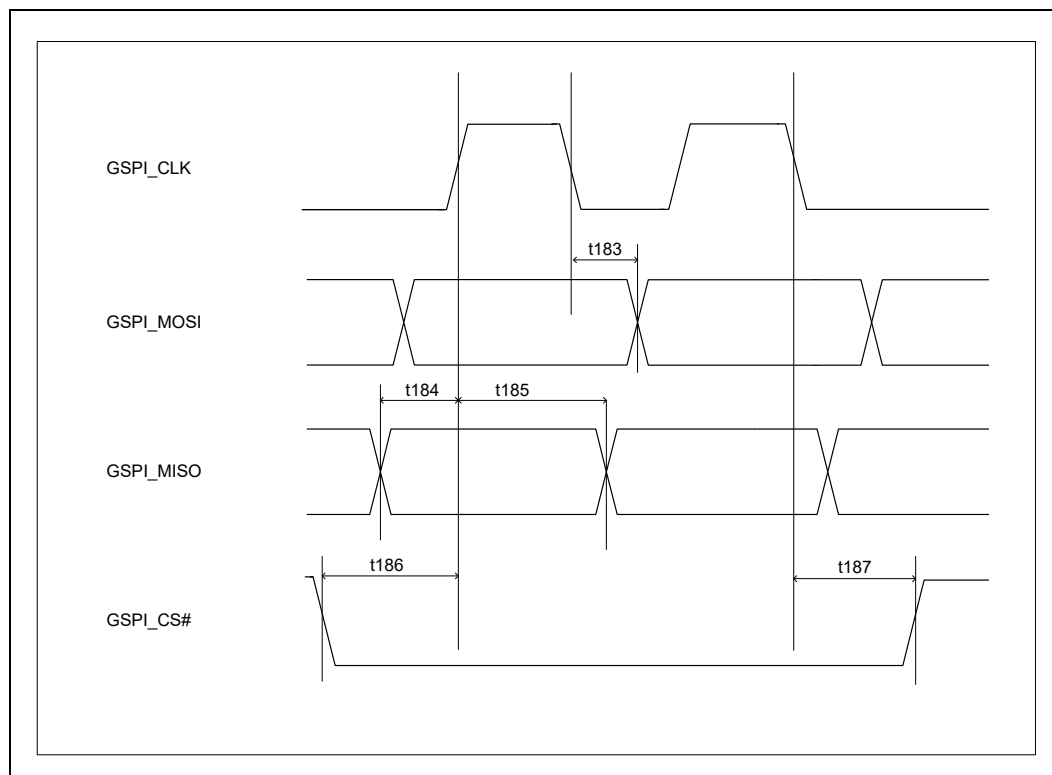 GSPI_CLK
t183
GSPI_MOSI
t184
t185
GSPI_MISO
t186
t187
GSPI_CS#